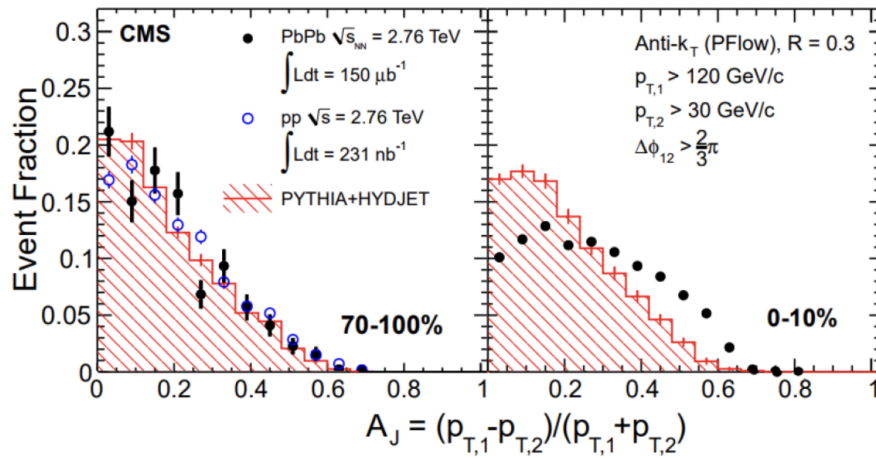 CMS
PbPb √s_NN = 2.76 TeV
∫Ldt = 150 μb⁻¹
pp √s = 2.76 TeV
∫Ldt = 231 nb⁻¹
PYTHIA+HYDJET
70-100%
Anti-k_T (PFlow), R = 0.3
p_T,1 > 120 GeV/c
p_T,2 > 30 GeV/c
Δϕ_12 > 2/3 π
0-10%
Event Fraction
0.3
0.25
0.2
0.15
0.1
0.05
0
0 0.2 0.4 0.6 0.8 1 0.2 0.4 0.6 0.8 1
A_J = (p_T,1-p_T,2)/(p_T,1+p_T,2)